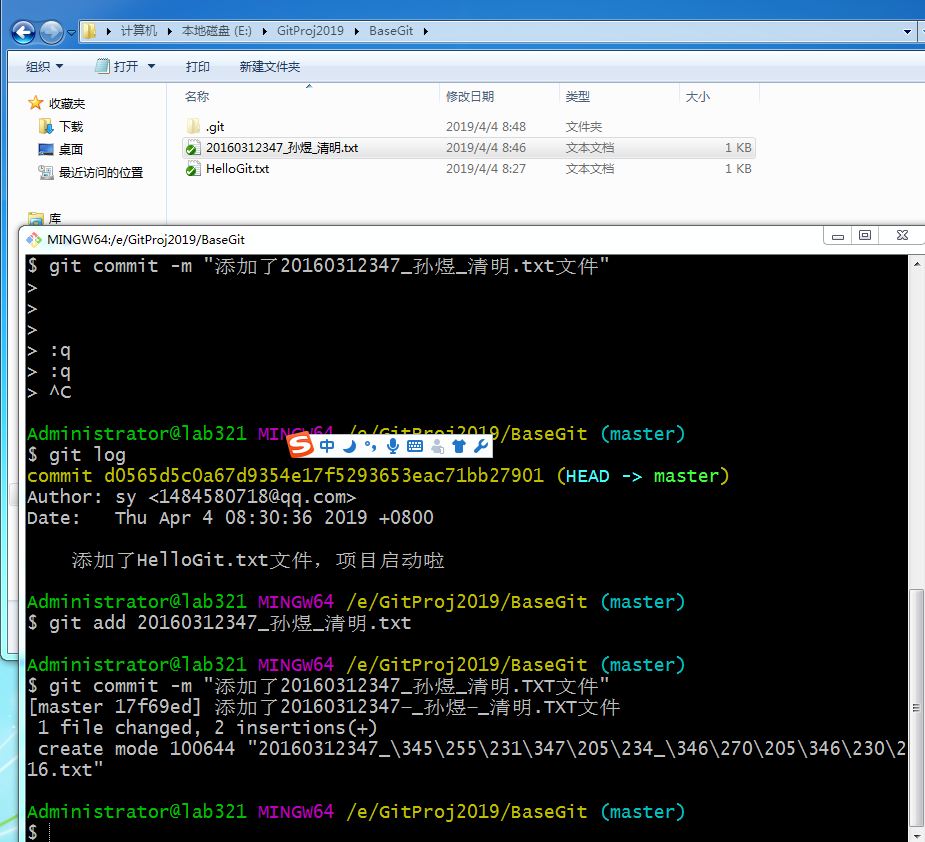 计算机 ▸ 本地磁盘 (E:) ▸ GitProj2019 ▸ BaseGit ▸
组织 打开 打印 新建文件夹
名称 修改日期 类型 大小
收藏夹
下载
桌面
最近访问的位置
库
.git 2019/4/4 8:48 文件夹
20160312347_孙煜_清明.txt 2019/4/4 8:46 文本文档 1 KB
HelloGit.txt 2019/4/4 8:27 文本文档 1 KB
MINGW64:/e/GitProj2019/BaseGit
$ git commit -m "添加了20160312347_孙煜_清明.txt文件"
>
>
>
> :q
> :q
> ^C
Administrator@lab321 MINGW64 /e/GitProj2019/BaseGit (master)
中
$ git log
commit d0565d5c0a67d9354e17f5293653eac71bb27901 (HEAD -> master)
Author: sy <1484580718@qq.com>
Date:   Thu Apr 4 08:30:36 2019 +0800
添加了HelloGit.txt文件，项目启动啦
Administrator@lab321 MINGW64 /e/GitProj2019/BaseGit (master)
$ git add 20160312347_孙煜_清明.txt
Administrator@lab321 MINGW64 /e/GitProj2019/BaseGit (master)
$ git commit -m "添加了20160312347_孙煜_清明.TXT文件"
[master 17f69ed] 添加了20160312347-_孙煜-_清明.TXT文件
1 file changed, 2 insertions(+)
create mode 100644 "20160312347_\345\255\231\347\205\234_\346\270\205\346\230\2
16.txt"
Administrator@lab321 MINGW64 /e/GitProj2019/BaseGit (master)
$